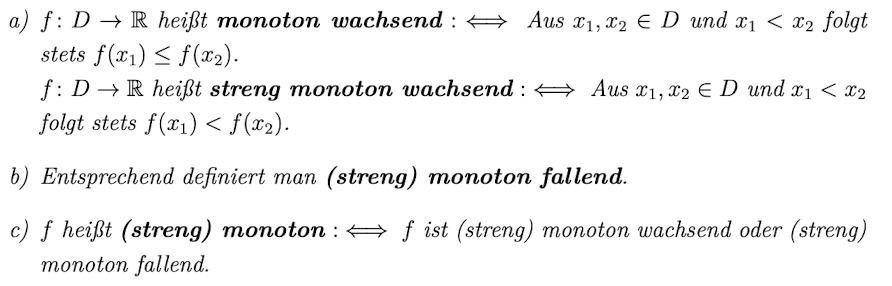 a) f : D → ℝ heißt monoton wachsend : ⟺ Aus x₁, x₂ ∈ D und x₁ < x₂ folgt
stets f(x₁) ≤ f(x₂).
f : D → ℝ heißt streng monoton wachsend : ⟺ Aus x₁, x₂ ∈ D und x₁ < x₂
folgt stets f(x₁) < f(x₂).
b) Entsprechend definiert man (streng) monoton fallend.
c) f heißt (streng) monoton : ⟺ f ist (streng) monoton wachsend oder (streng)
monoton fallend.